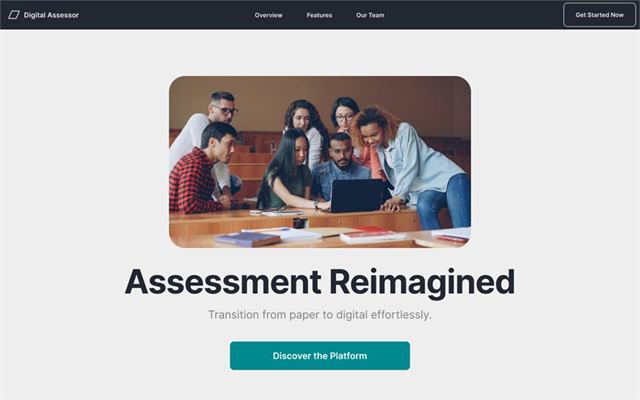 Digital Assessor
Overview
Features
Our Team
Get Started Now
Assessment Reimagined
Transition from paper to digital effortlessly.
Discover the Platform